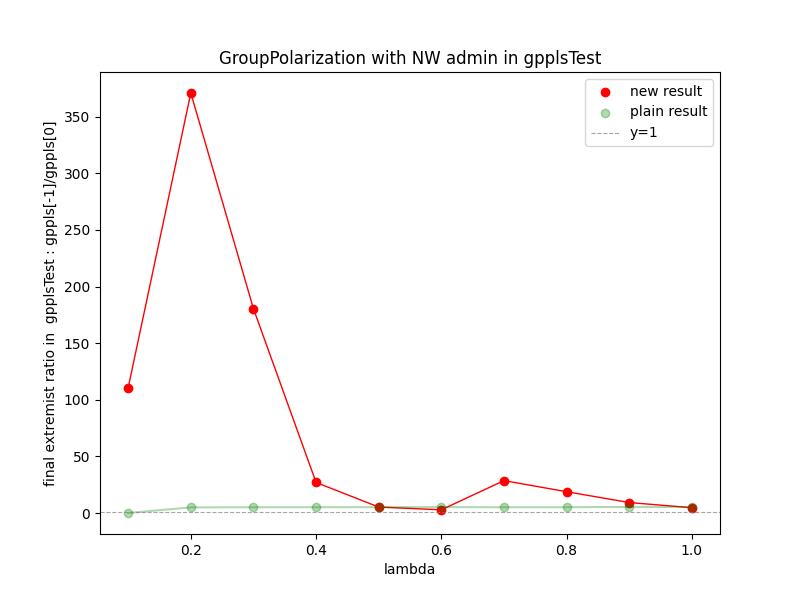 GroupPolarization with NW admin in gpplsTest
new result
plain result
y=1
final extremist ratio in  gpplsTest : gppls[-1]/gppls[0]
350
300
250
200
150
100
50
0
0.2
0.4
0.6
0.8
1.0
lambda